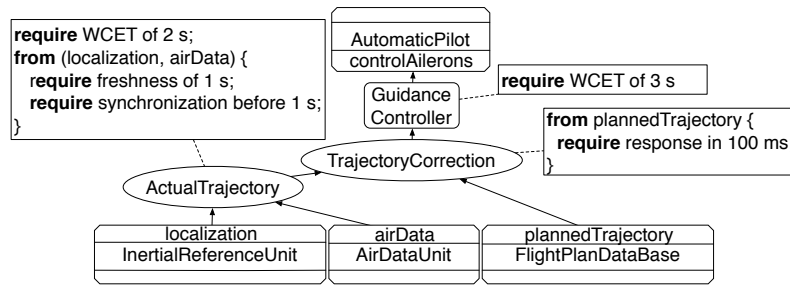 require WCET of 2 s;
from (localization, airData) {
require freshness of 1 s;
require synchronization before 1 s;
}
AutomaticPilot
controlAilerons
require WCET of 3 s
Guidance
Controller
from plannedTrajectory {
require response in 100 ms
}
TrajectoryCorrection
ActualTrajectory
localization
InertialReferenceUnit
airData
AirDataUnit
plannedTrajectory
FlightPlanDataBase